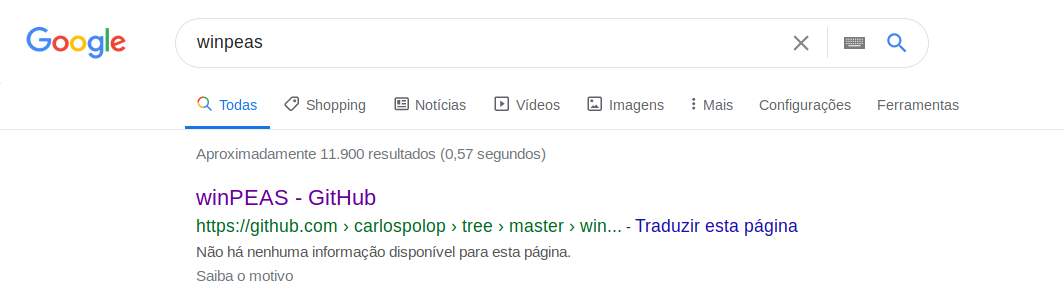 Google
winpeas
Todas Shopping Notícias Vídeos Imagens Mais Configurações Ferramentas
Aproximadamente 11.900 resultados (0,57 segundos)
winPEAS - GitHub
https://github.com › carlospolop › tree › master › win... - Traduzir esta página
Não há nenhuma informação disponível para esta página.
Saiba o motivo